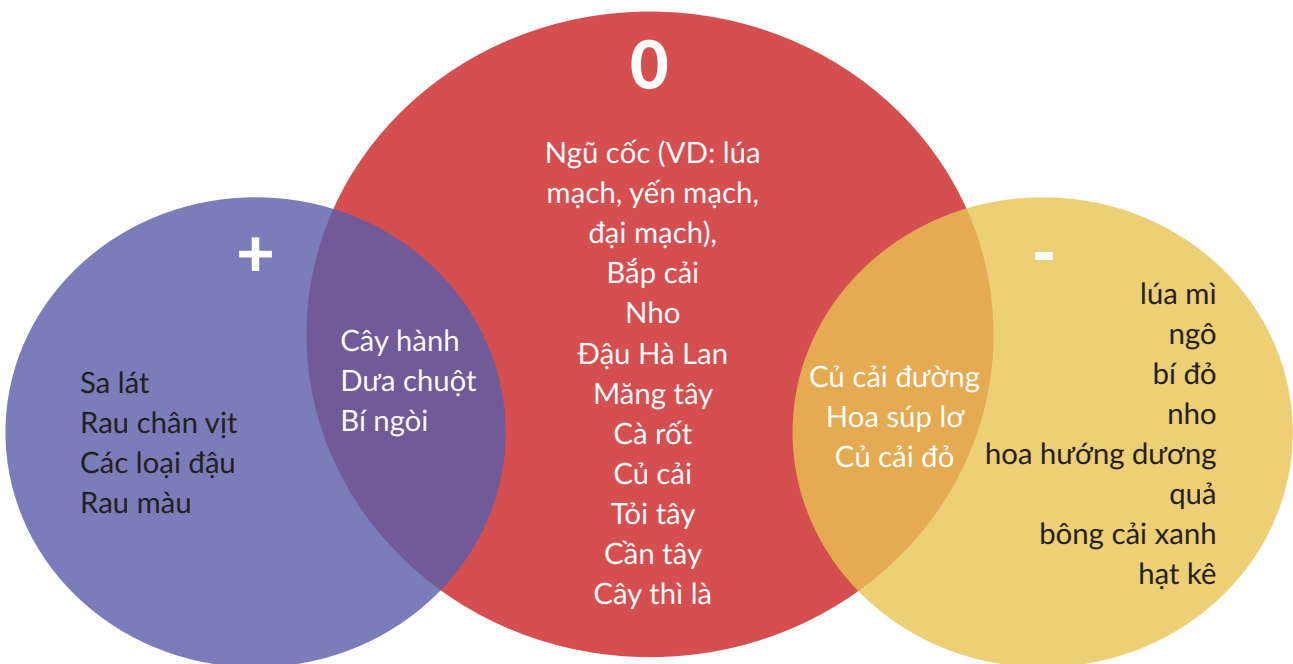 0
Ngũ cốc (VD: lúa
mạch, yến mạch,
đại mạch),
Bắp cải
Nho
Đậu Hà Lan
Măng tây
Cà rốt
Củ cải
Tỏi tây
Cần tây
Cây thì là
+
Sa lát
Rau chân vịt
Các loại đậu
Rau màu
Cây hành
Dưa chuột
Bí ngòi
Củ cải đường
Hoa súp lơ
Củ cải đỏ
-
lúa mì
ngô
bí đỏ
nho
hoa hướng dương
quả
bông cải xanh
hạt kê